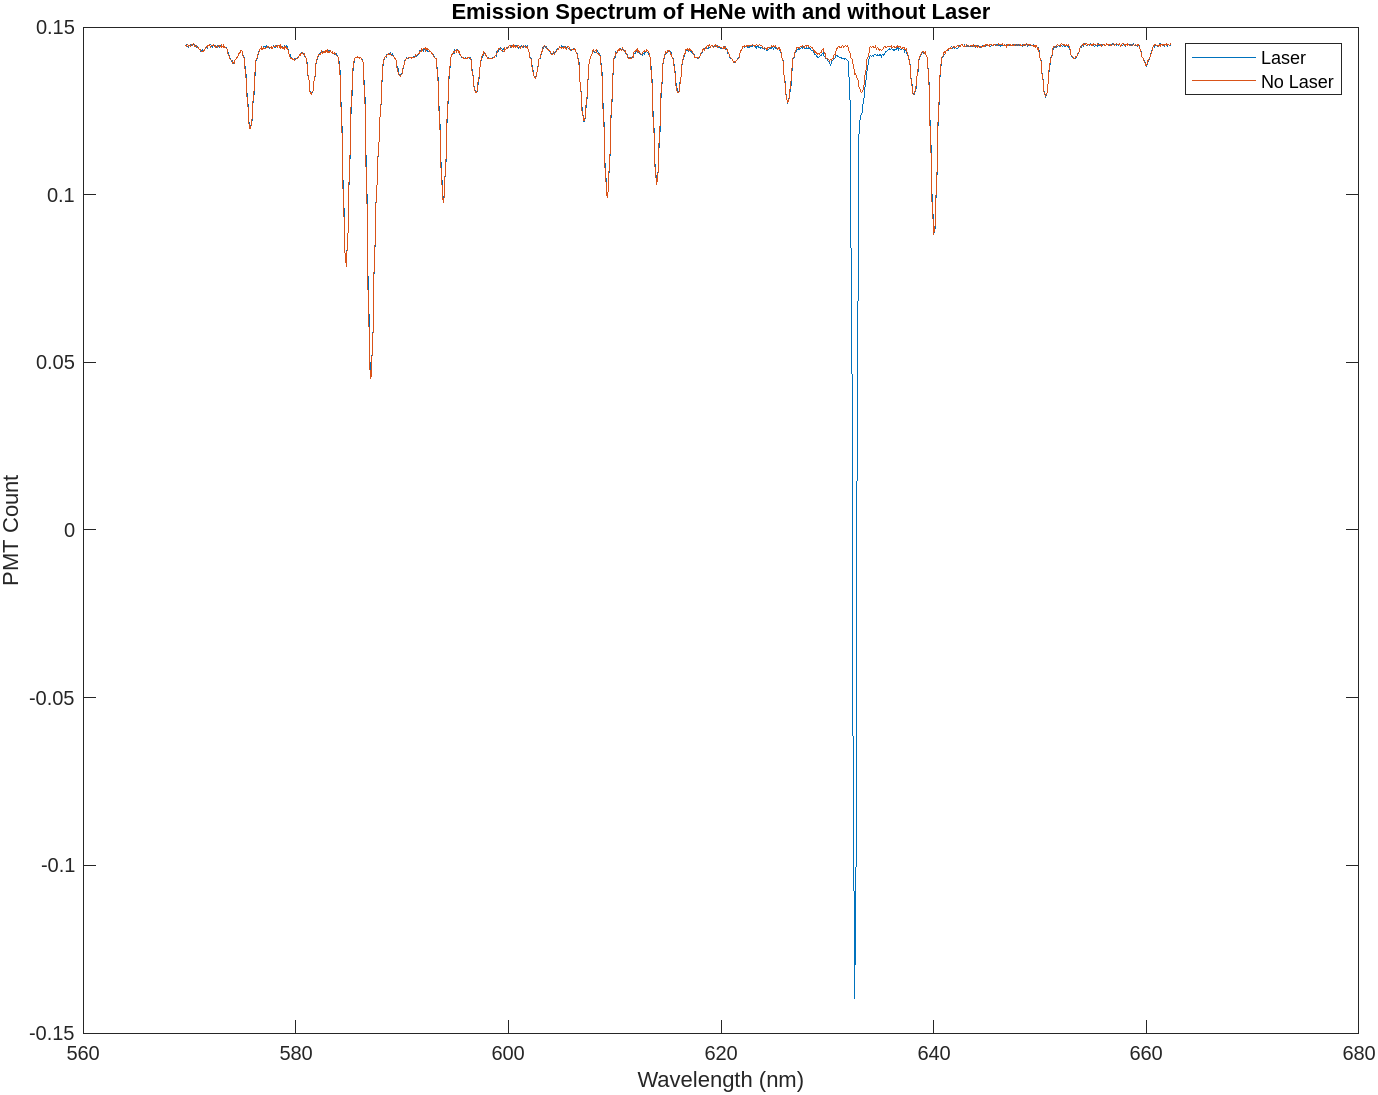 Emission Spectrum of HeNe with and without Laser
0.15
0.1
0.05
0
-0.05
-0.1
-0.15
PMT Count
Laser
No Laser
560 580 600 620 640 660 680
Wavelength (nm)